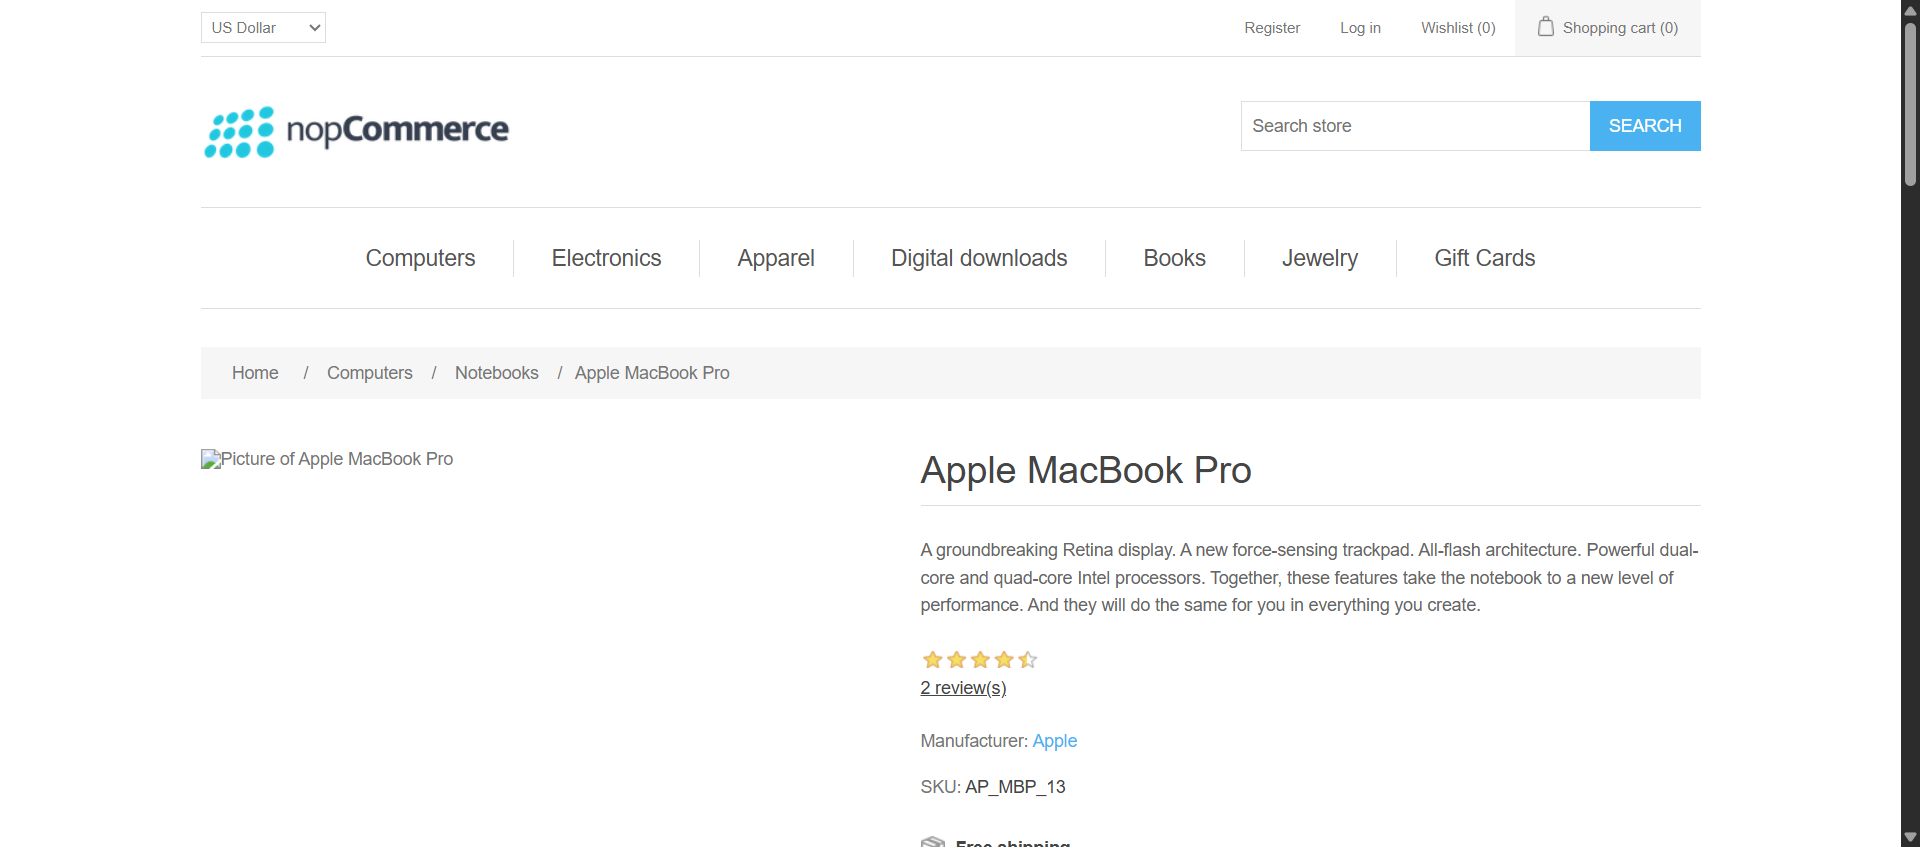 US Dollar
Register
Log in
Wishlist (0)
Shopping cart (0)
nopCommerce
Search store
SEARCH
Computers
Electronics
Apparel
Digital downloads
Books
Jewelry
Gift Cards
Home / Computers / Notebooks / Apple MacBook Pro
Picture of Apple MacBook Pro
Apple MacBook Pro
A groundbreaking Retina display. A new force-sensing trackpad. All-flash architecture. Powerful dual-
core and quad-core Intel processors. Together, these features take the notebook to a new level of
performance. And they will do the same for you in everything you create.
2 review(s)
Manufacturer: Apple
SKU: AP_MBP_13
Free shipping